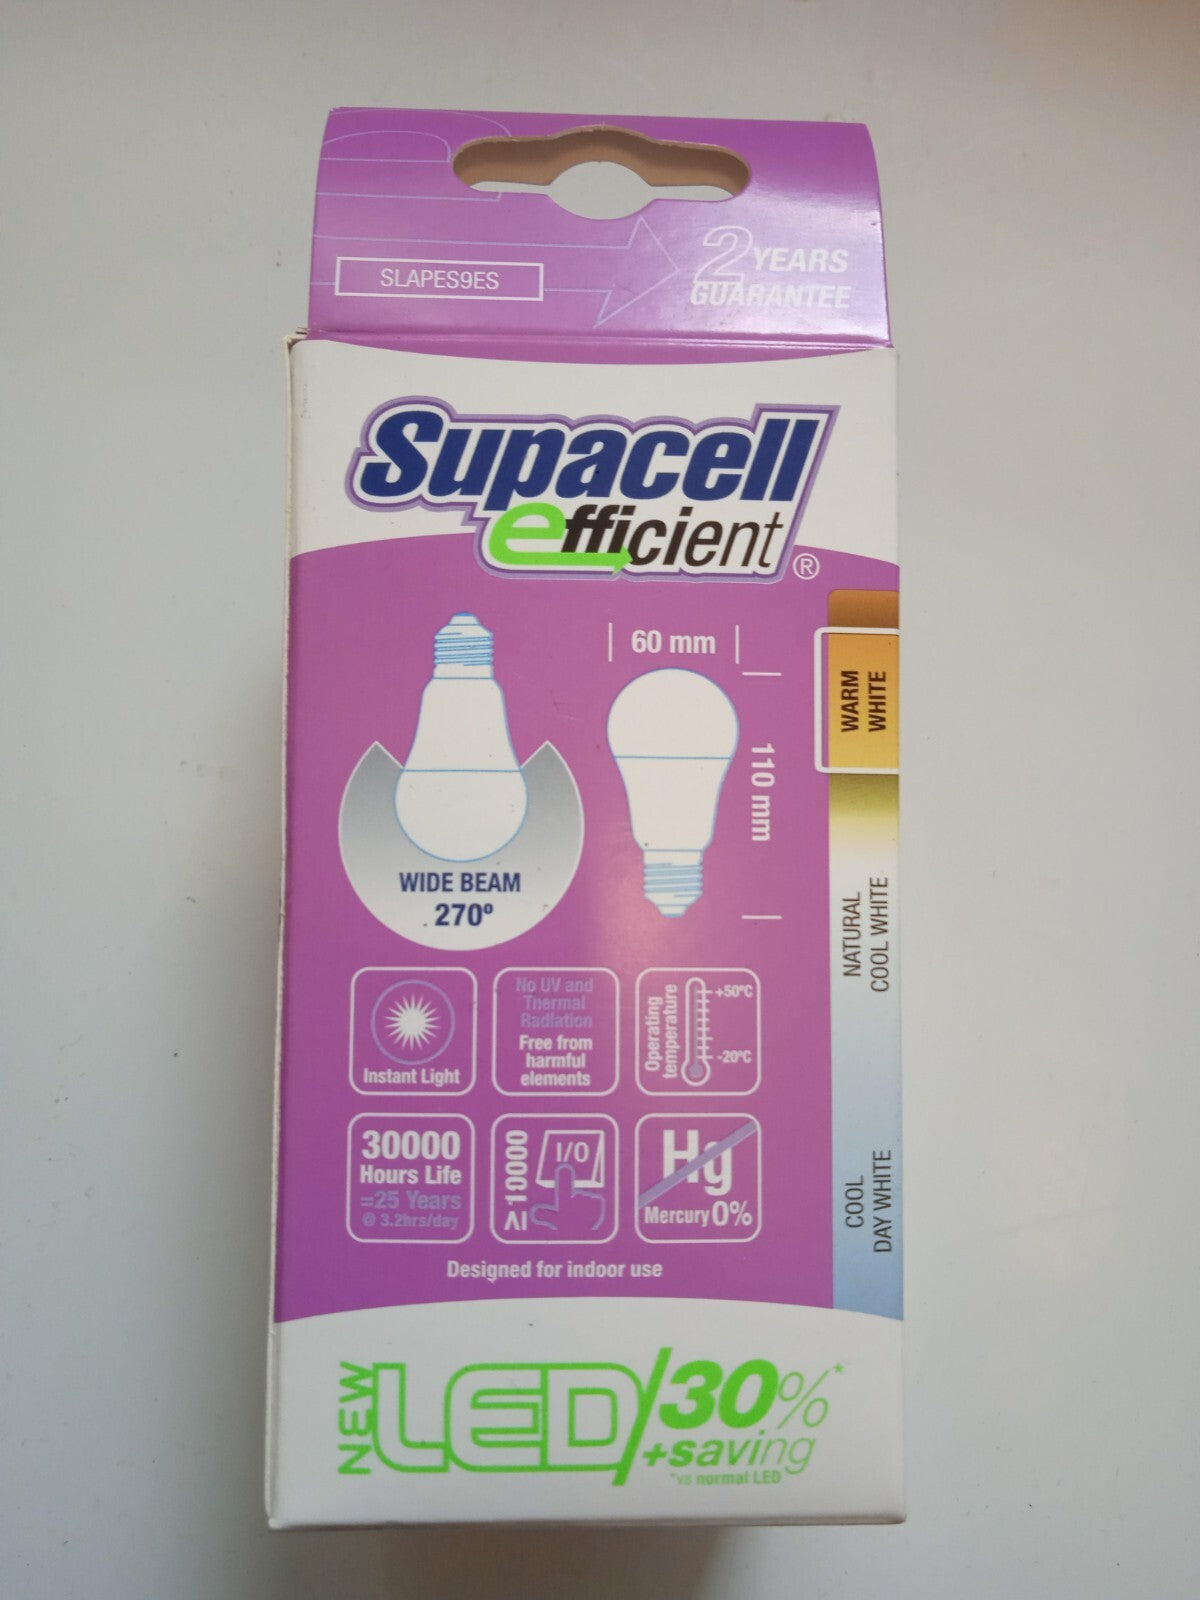 SLAPES9ES
2 YEARS
GUARANTEE
Supacell
efficient
®
60 mm
110 mm
WIDE BEAM
270º
WARM
WHITE
NATURAL
COOL WHITE
COOL
DAY WHITE
Instant Light
No UV and
Thermal
Radiation
Free from
harmful
elements
Operating
temperature
+50ºC
-20ºC
30000
Hours Life
=25 Years
@ 3.2hrs/day
≥10000
I/O
Hg
Mercury 0%
Designed for indoor use
NEW LED/30%*
+saving
*vs normal LED